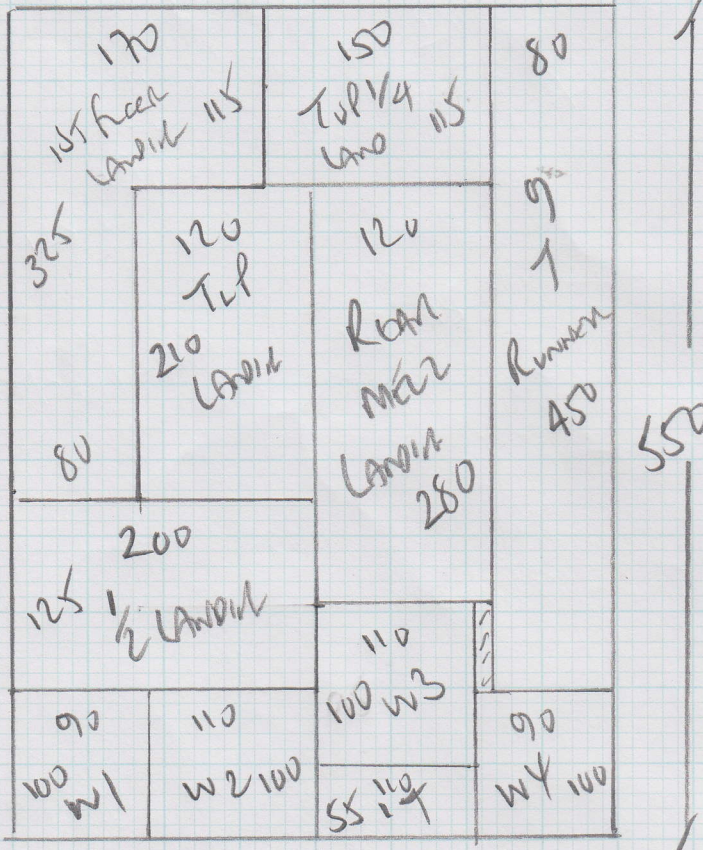 170
1ST FLOOR
LANDING 115
325
80
150
TOP 1/4
LAND 115
80
9
1
RUNNER
450
550
120
TOP
210
LANDING
120
REAR
MEZZ
LANDING
280
200
125 1/2 LANDING
90
100 W1
110
W2 100
110
100 W3
110
55
90
W4 100